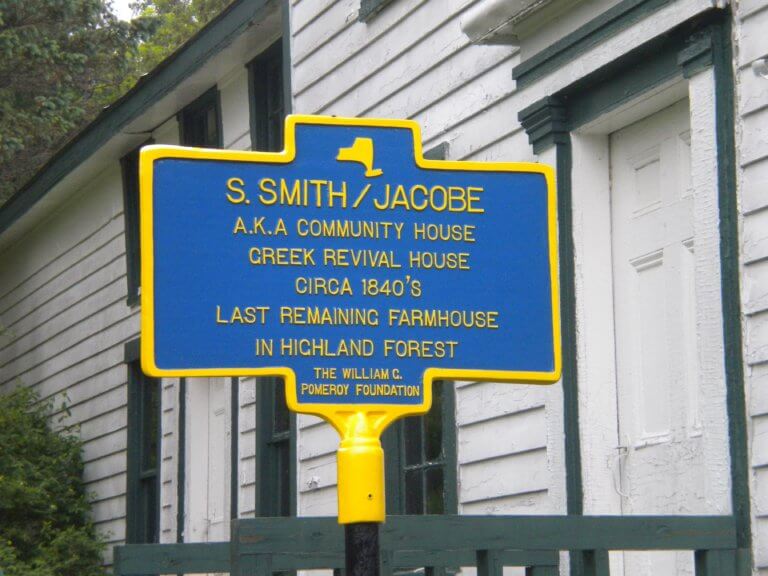 S. SMITH/JACOBE
A.K.A COMMUNITY HOUSE
GREEK REVIVAL HOUSE
CIRCA 1840'S
LAST REMAINING FARMHOUSE
IN HIGHLAND FOREST
THE WILLIAM G.
POMEROY FOUNDATION